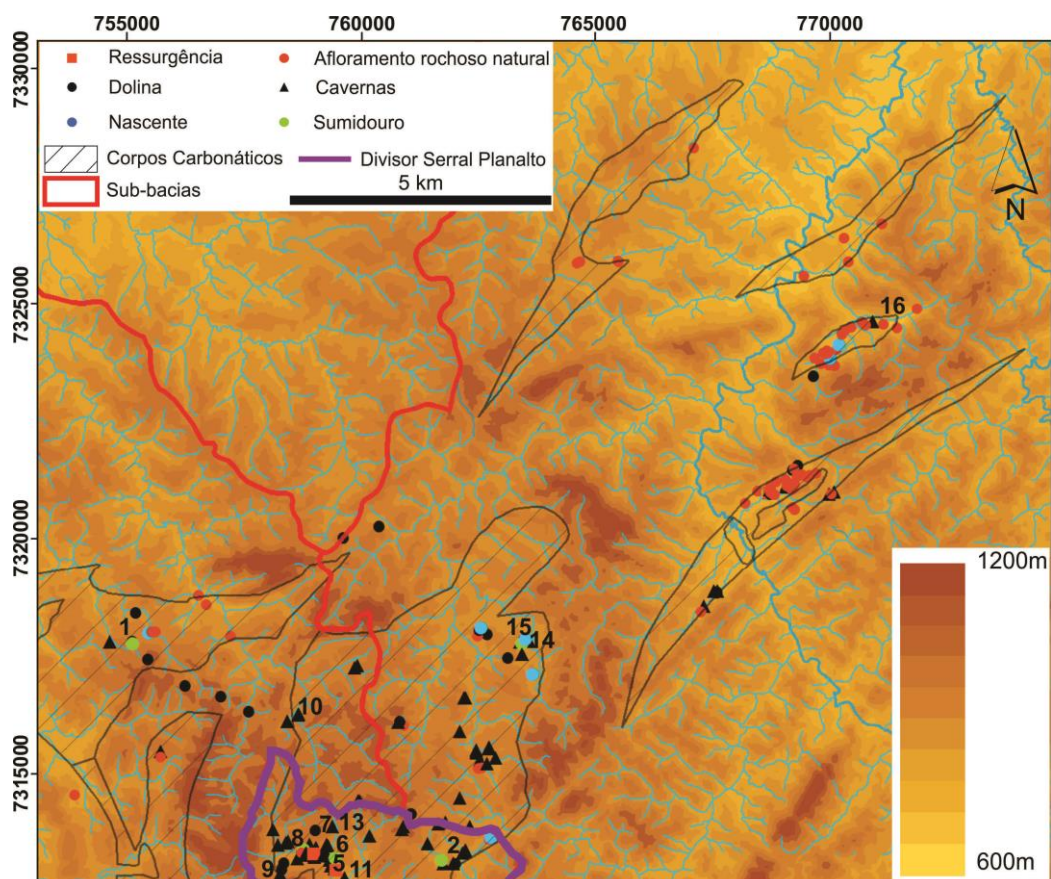 7550000 760000 765000 770000
7330000
7325000
7320000
7315000
Ressurgência
Dolina
Nascente
Corpos Carbonáticos
Sub-bacias
Afloramento rochoso natural
Cavernas
Sumidouro
Divisor Serral Planalto
5 km
N
16
1
15
14
10
7
13
8
6
2
9
5
11
1200m
600m